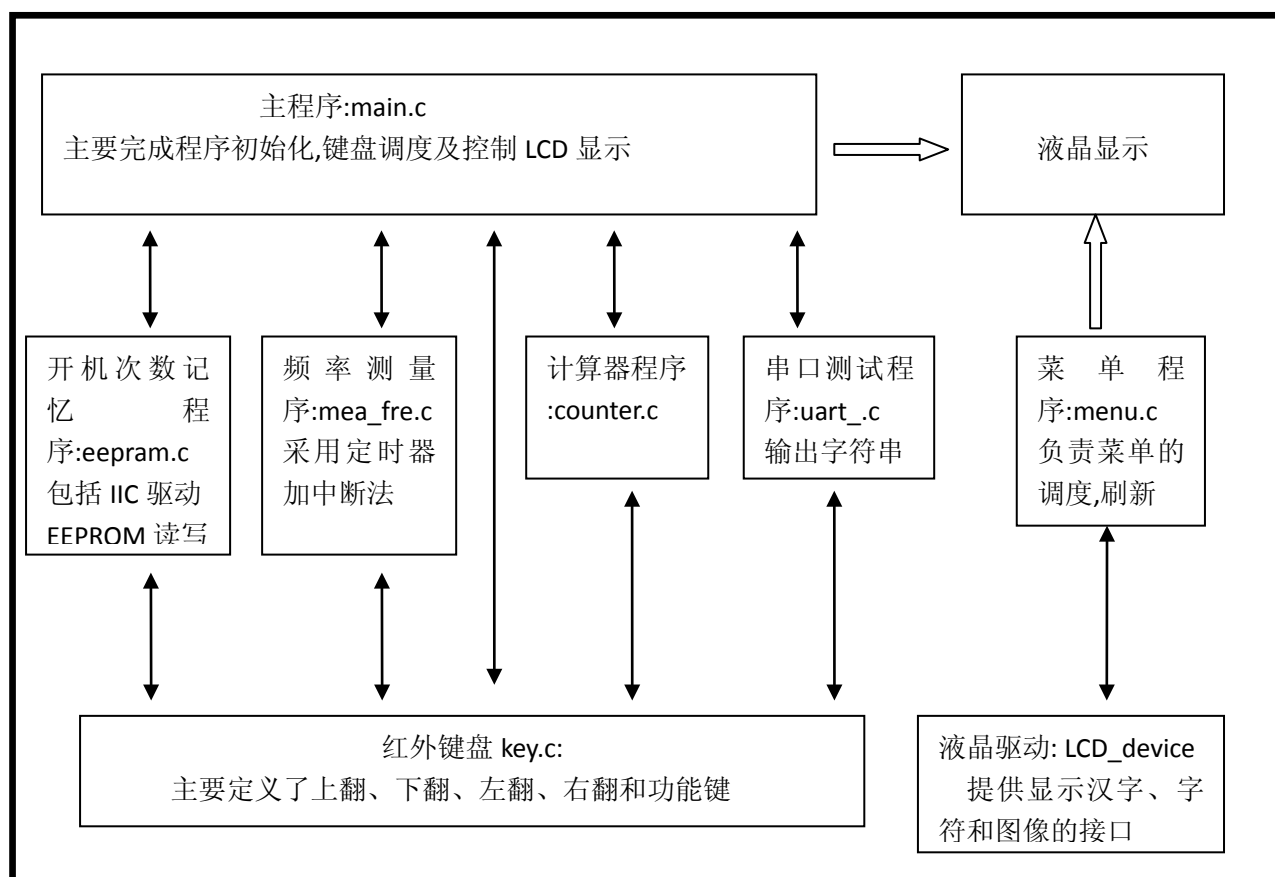 主程序:main.c
主要完成程序初始化,键盘调度及控制 LCD 显示
液晶显示
开机次数记
忆程
序:eepram.c
包括 IIC 驱动
EEPROM 读写
频率测量
序:mea_fre.c
采用定时器
加中断法
计算器程序
:counter.c
串口测试程
序:uart_.c
输出字符串
菜单程
序:menu.c
负责菜单的
调度,刷新
红外键盘 key.c:
主要定义了上翻、下翻、左翻、右翻和功能键
液晶驱动: LCD_device
提供显示汉字、字
符和图像的接口